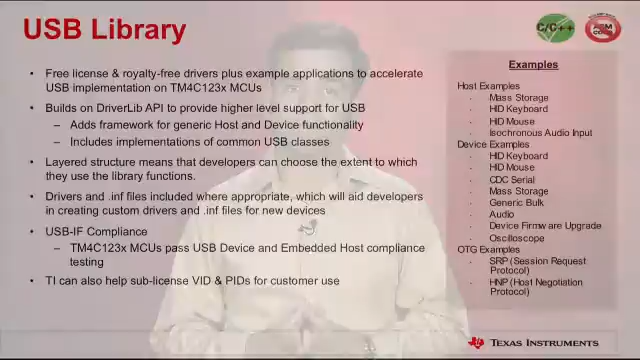 USB Library
C/C++
Free license & royalty-free drivers plus example applications to accelerate
USB implementation on TM4C123x MCUs
Builds on DriverLib API to provide higher level support for USB
Adds framework for generic Host and Device functionality
Includes implementations of common USB classes
Layered structure means that developers can choose the extent to which
they use the library functions.
Drivers and .inf files included where appropriate, which will aid developers
in creating custom drivers and .inf files for new devices
USB-IF Compliance
TM4C123x MCUs pass USB Device and Embedded Host compliance
testing
TI can also help sub-license VID & PIDs for customer use
Examples
Host Examples
Mass Storage
HID Keyboard
HID Mouse
Isochronous Audio Input
Device Examples
HID Keyboard
HID Mouse
CDC Serial
Mass Storage
Generic Bulk
Audio
Device Firmware Upgrade
Oscilloscope
OTG Examples
SRP (Session Request
Protocol)
HNP (Host Negotiation
Protocol)
TEXAS INSTRUMENTS